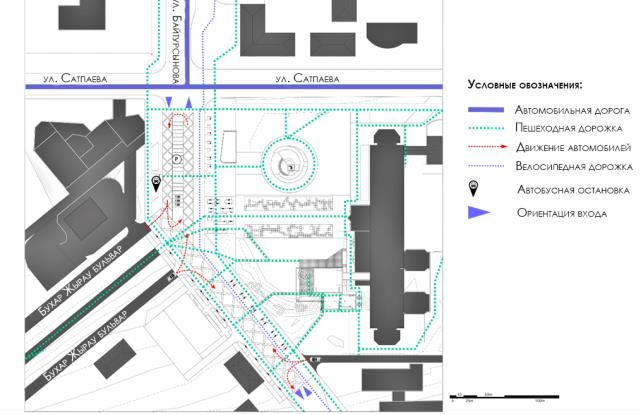 ул. Байтурсынова
ул. Сатпаева
ул. Сатпаева
P
Бухар Жырау бульвар
Бухар Жырау бульвар
Условные обозначения:
Автомобильная дорога
Пешеходная дорожка
Движение автомобилей
Велосипедная дорожка
Автобусная остановка
Ориентация входа